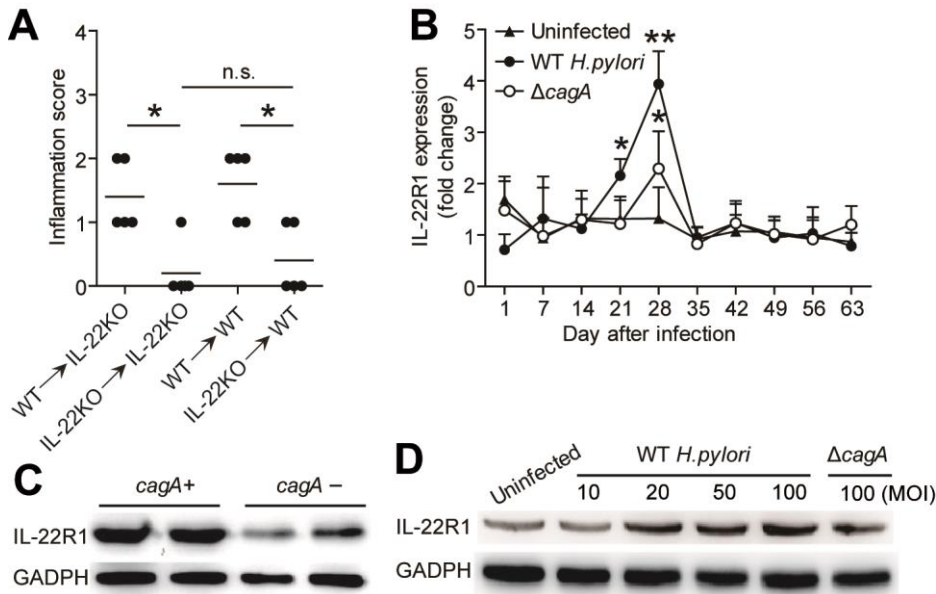 A
Inflammation score
4
3
2
1
0
*
n.s.
*
WT → IL-22KO
IL-22KO → IL-22KO
WT → WT
IL-22KO → WT
B
IL-22R1 expression
(fold change)
5
4
3
2
1
0
Uninfected
WT H.pylori
ΔcagA
*
**
*
1 7 14 21 28 35 42 49 56 63
Day after infection
C
cagA+ cagA –
IL-22R1
GADPH
D
Uninfected WT H.pylori ΔcagA
10 20 50 100 100 (MOI)
IL-22R1
GADPH